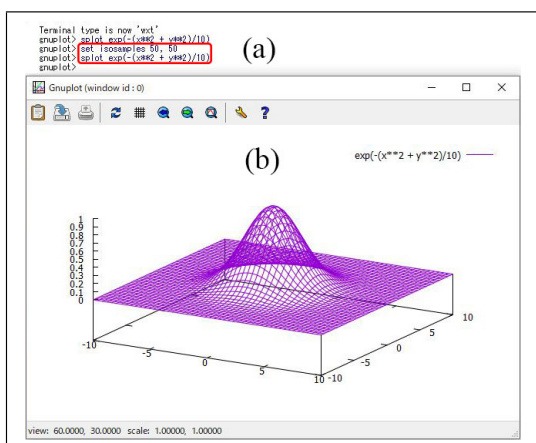 Terminal type is now 'wxt'
gnuplot> splot exp(-(x**2 + y**2)/10)
gnuplot> set isosamples 50, 50
gnuplot> splot exp(-(x**2 + y**2)/10)
gnuplot>
(a)
Gnuplot (window id : 0)
(b)
exp(-(x**2 + y**2)/10)
1
0.9
0.8
0.7
0.6
0.5
0.4
0.3
0.2
0.1
0
-10
-5
0
5
10
-10
-5
0
5
10
view: 60.0000, 30.0000 scale: 1.00000, 1.00000